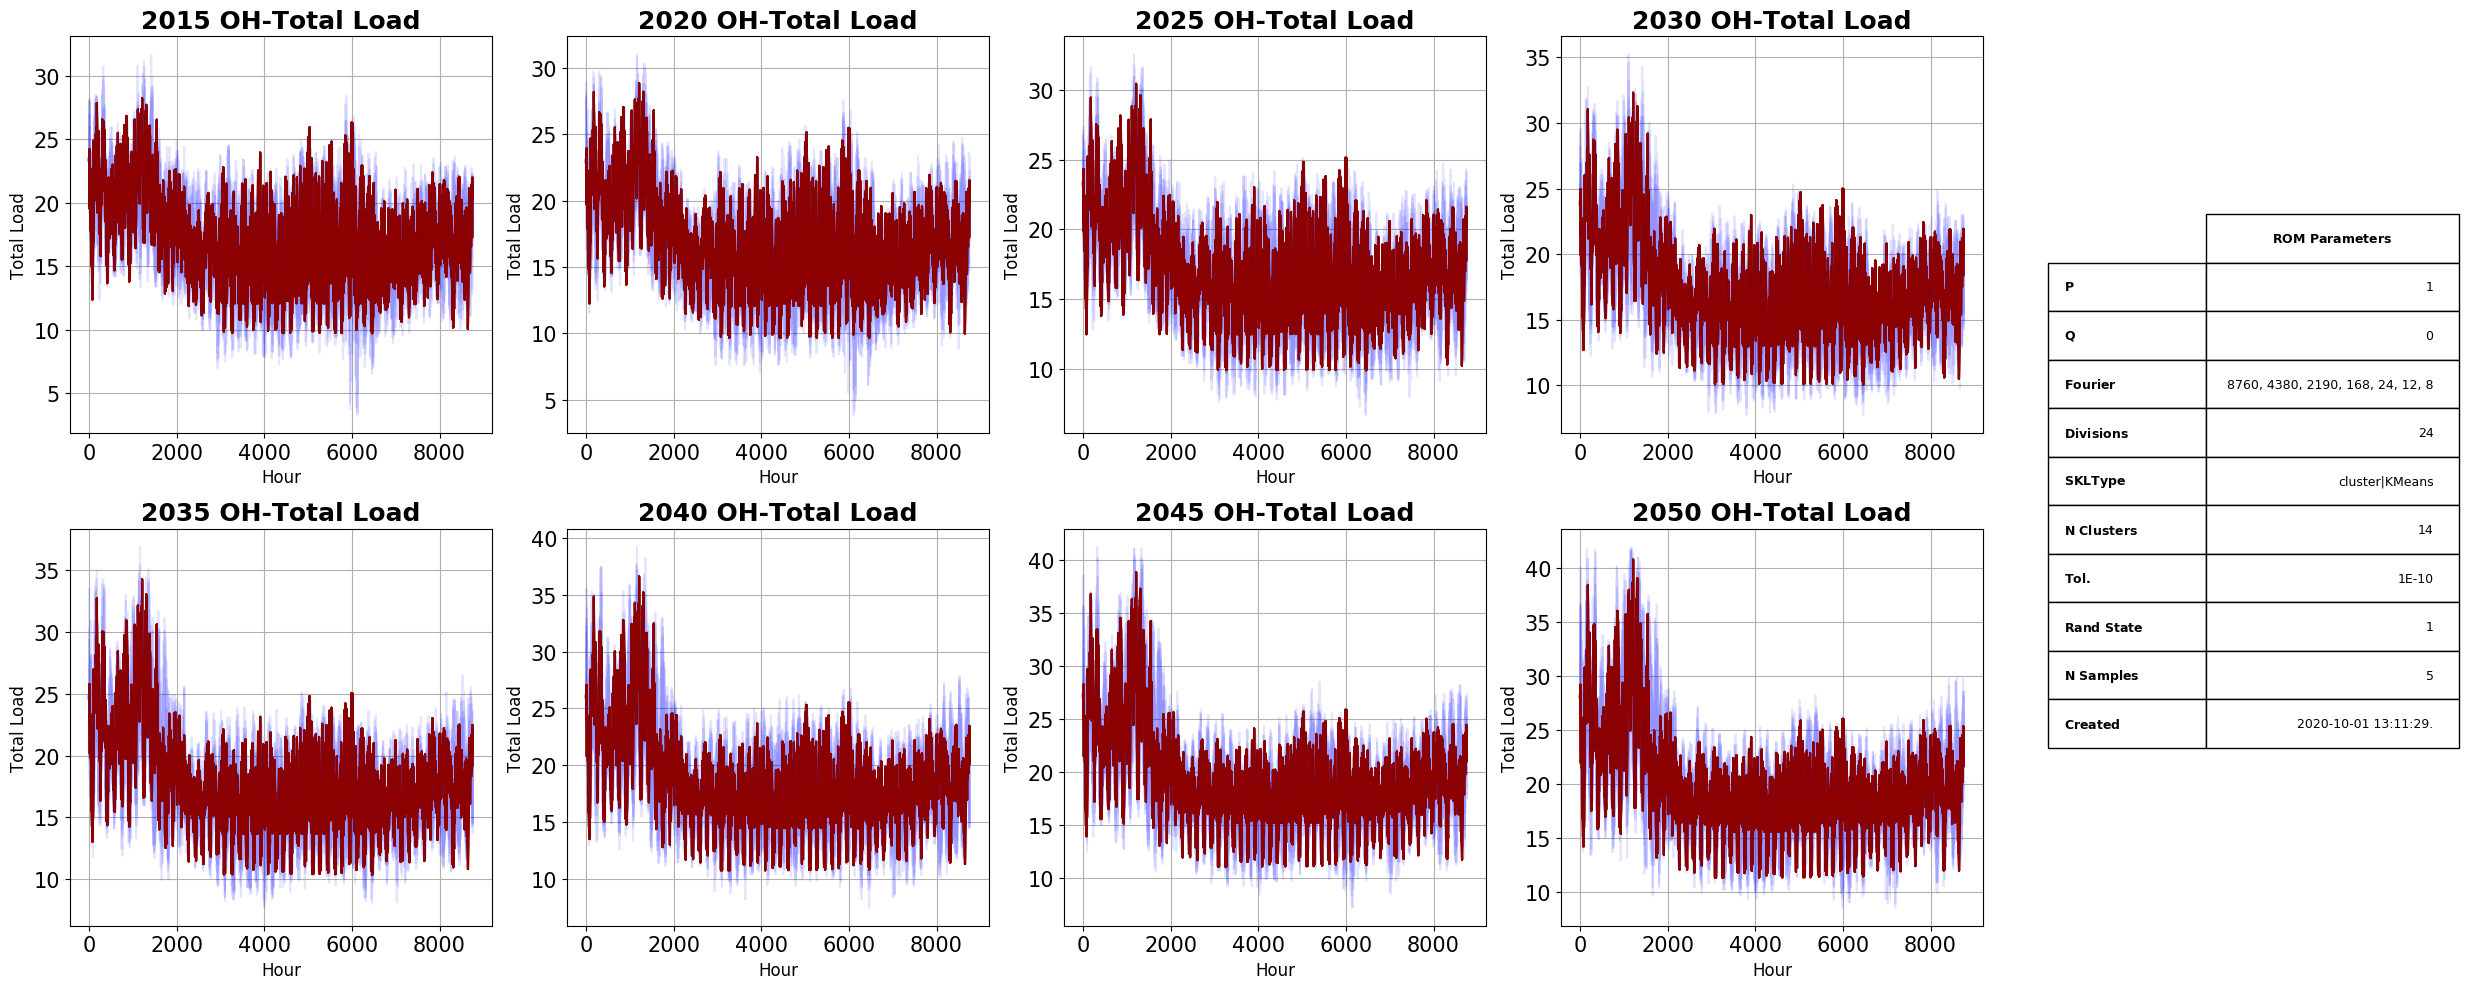 2015 OH-Total Load
2020 OH-Total Load
2025 OH-Total Load
2030 OH-Total Load
Total Load
30
25
20
15
10
5
0 2000 4000 6000 8000
Hour
Total Load
30
25
20
15
10
5
0 2000 4000 6000 8000
Hour
Total Load
30
25
20
15
10
0 2000 4000 6000 8000
Hour
Total Load
35
30
25
20
15
10
0 2000 4000 6000 8000
Hour
2035 OH-Total Load
2040 OH-Total Load
2045 OH-Total Load
2050 OH-Total Load
Total Load
35
30
25
20
15
10
0 2000 4000 6000 8000
Hour
Total Load
40
35
30
25
20
15
10
0 2000 4000 6000 8000
Hour
Total Load
40
35
30
25
20
15
10
0 2000 4000 6000 8000
Hour
Total Load
40
35
30
25
20
15
10
0 2000 4000 6000 8000
Hour
ROM Parameters
P 1
Q 0
Fourier 8760, 4380, 2190, 168, 24, 12, 8
Divisions 24
SKLType cluster|KMeans
N Clusters 14
Tol. 1E-10
Rand State 1
N Samples 5
Created 2020-10-01 13:11:29.